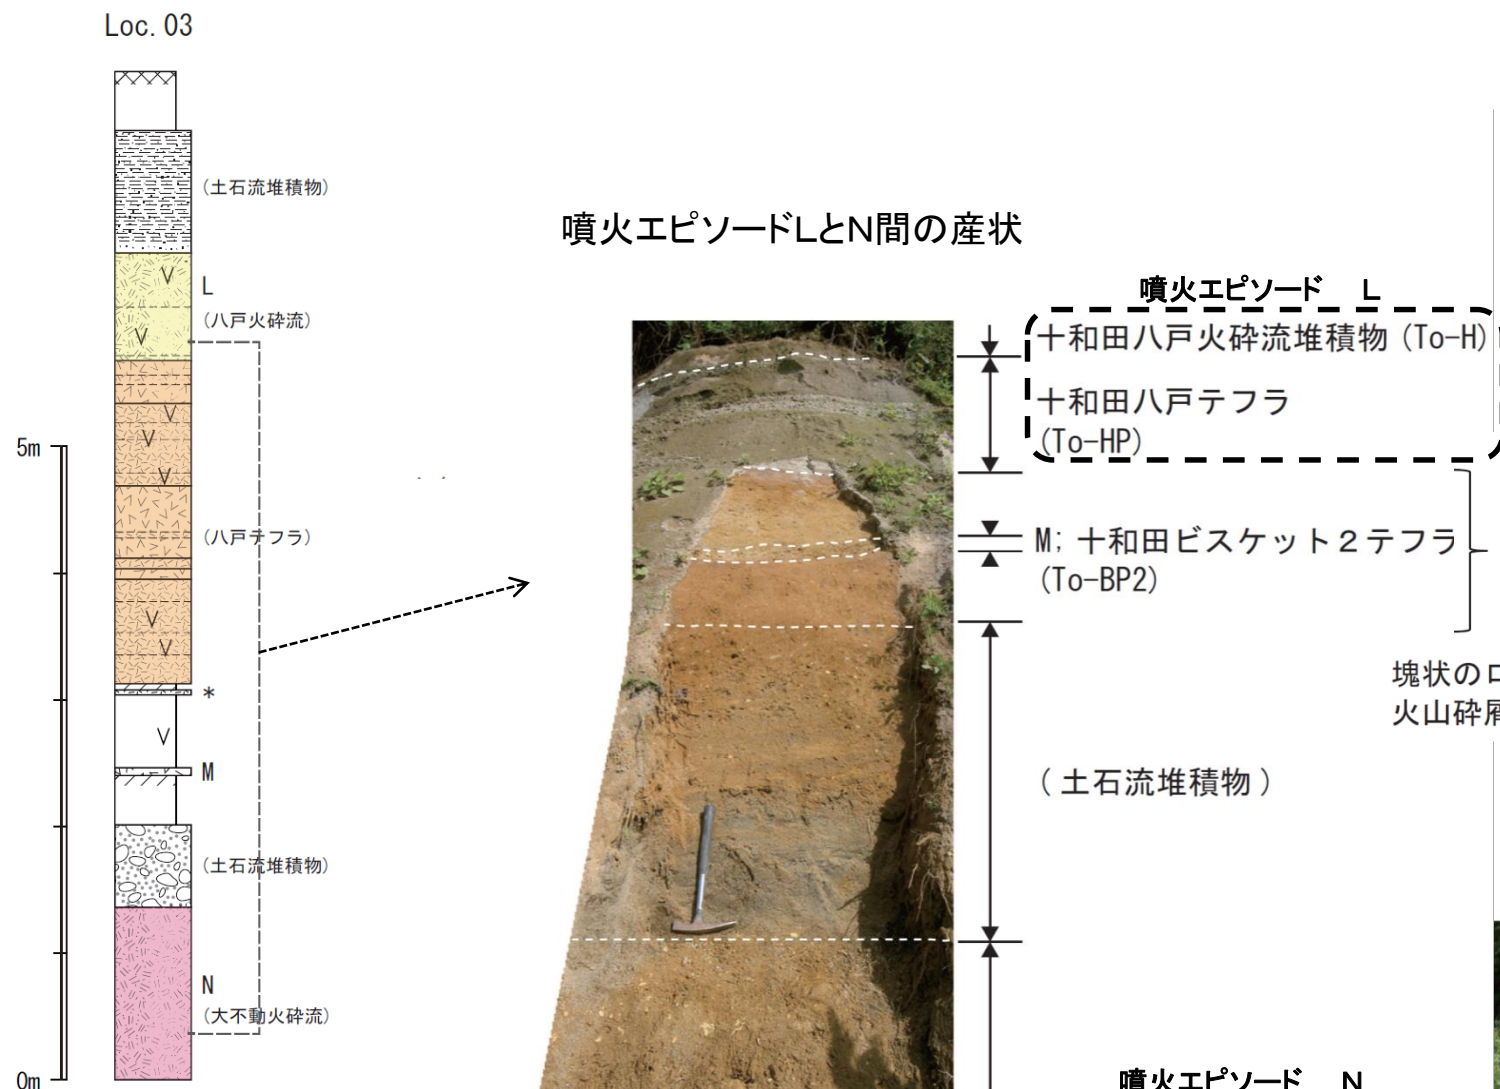 Loc. 03
(土石流堆積物)
L
(八戸火砕流)
5m
(八戸テフラ)
*
M
(土石流堆積物)
N
(大不動火砕流)
0m
噴火エピソードLとN間の産状
噴火エピソード L
十和田八戸火砕流堆積物 (To-H)
十和田八戸テフラ
(To-HP)
M; 十和田ビスケット2テフラ
(To-BP2)
塊状のロ
火山砕屑
(土石流堆積物)
噴火エピソード N